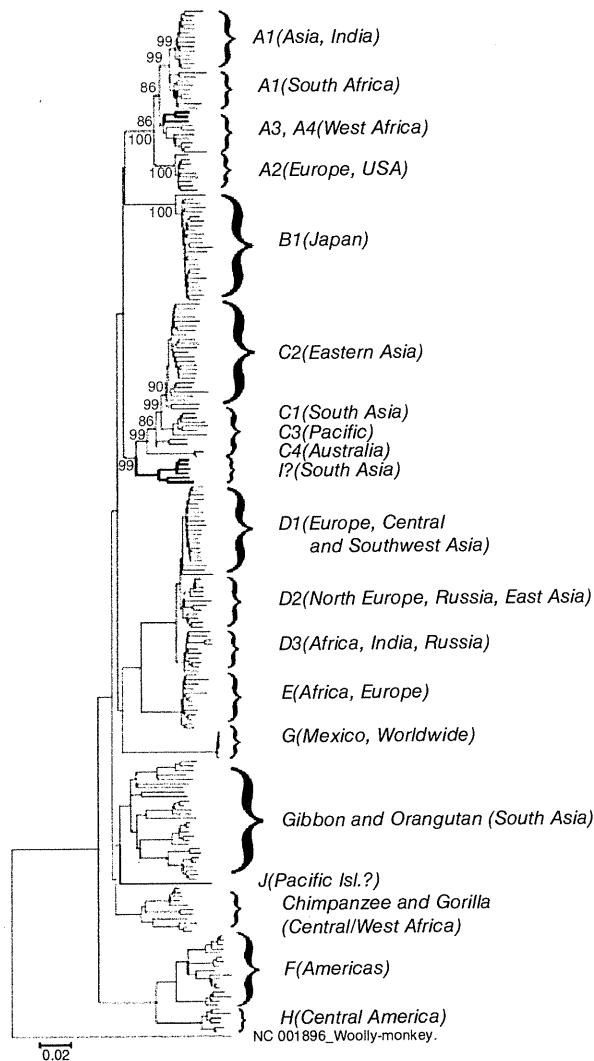 99
A1(Asia, India)
99
86
A1(South Africa)
86
A3, A4(West Africa)
100
A2(Europe, USA)
100
100
B1(Japan)
C2(Eastern Asia)
90
99
C1(South Asia)
86
C3(Pacific)
99
C4(Australia)
99
I?(South Asia)
D1(Europe, Central
and Southwest Asia)
D2(North Europe, Russia, East Asia)
D3(Africa, India, Russia)
E(Africa, Europe)
G(Mexico, Worldwide)
Gibbon and Orangutan (South Asia)
J(Pacific Isl.?)
Chimpanzee and Gorilla
(Central/West Africa)
F(Americas)
H(Central America)
NC 001896_Woolly-monkey.
0.02